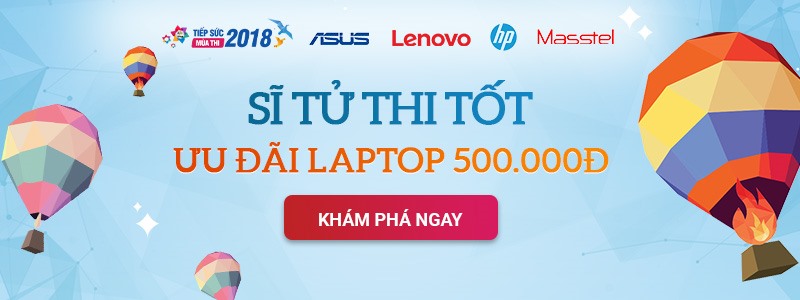 TIẾP SỨC
MÙA THI 2018
ASUS Lenovo hp Masstel
SĨ TỬ THI TỐT
ƯU ĐÃI LAPTOP 500.000Đ
KHÁM PHÁ NGAY